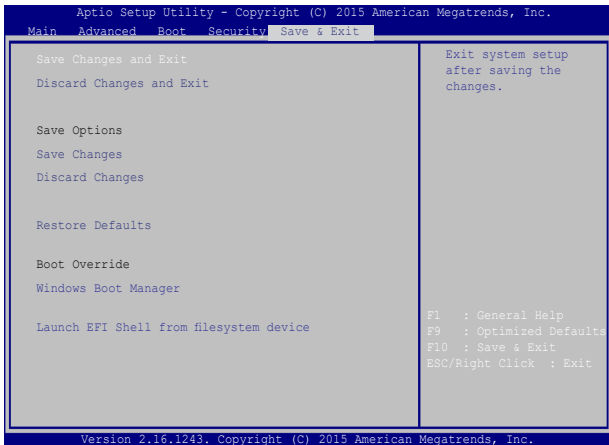 Aptio Setup Utility - Copyright (C) 2015 American Megatrends, Inc.
Main Advanced Boot Security Save & Exit
Save Changes and Exit
Discard Changes and Exit
Save Options
Save Changes
Discard Changes
Restore Defaults
Boot Override
Windows Boot Manager
Launch EFI Shell from filesystem device
Exit system setup
after saving the
changes.
F1 : General Help
F9 : Optimized Defaults
F10 : Save & Exit
ESC/Right Click : Exit
Version 2.16.1243. Copyright (C) 2015 American Megatrends, Inc.